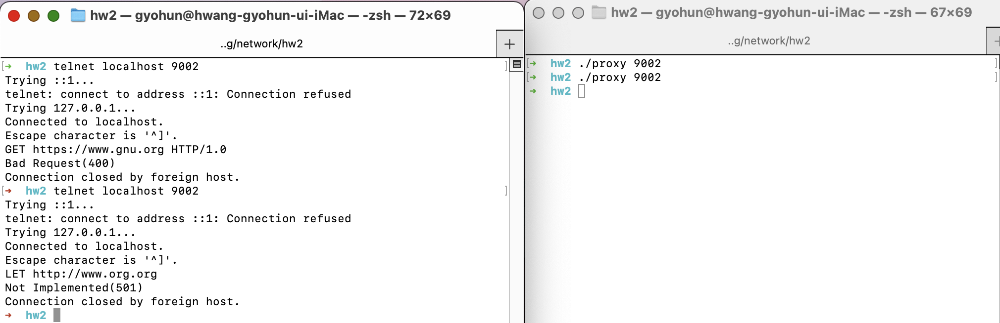 hw2 — gyohun@hwang-gyohun-ui-iMac — -zsh — 72×69
..g/network/hw2
+
[➜ hw2 telnet localhost 9002 ]
Trying ::1...
telnet: connect to address ::1: Connection refused
Trying 127.0.0.1...
Connected to localhost.
Escape character is '^]'.
GET https://www.gnu.org HTTP/1.0
Bad Request(400)
Connection closed by foreign host.
[➜ hw2 telnet localhost 9002 ]
Trying ::1...
telnet: connect to address ::1: Connection refused
Trying 127.0.0.1...
Connected to localhost.
Escape character is '^]'.
LET http://www.org.org
Not Implemented(501)
Connection closed by foreign host.
➜ hw2
hw2 — gyohun@hwang-gyohun-ui-iMac — -zsh — 67×69
..g/network/hw2
+
[➜ hw2 ./proxy 9002 ]
[➜ hw2 ./proxy 9002 ]
➜ hw2